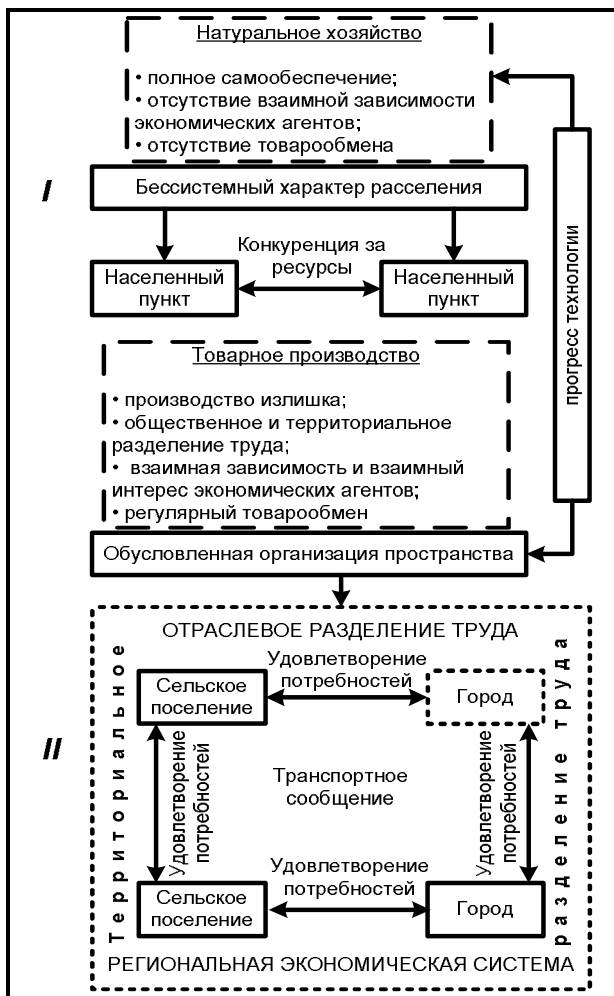 Натуральное хозяйство
• полное самообеспечение;
• отсутствие взаимной зависимости
экономических агентов;
• отсутствие товарообмена
I
Бессистемный характер расселения
Конкуренция за
ресурсы
Населенный
пункт
Населенный
пункт
прогресс технологии
Товарное производство
• производство излишка;
• общественное и территориальное
разделение труда;
• взаимная зависимость и взаимный
интерес экономических агентов;
• регулярный товарообмен
Обусловленная организация пространства
II
ОТРАСЛЕВОЕ РАЗДЕЛЕНИЕ ТРУДА
Территориальное
разделение труда
Сельское
поселение
Удовлетворение
потребностей
Город
Удовлетворение
потребностей
Транспортное
сообщение
Удовлетворение
потребностей
Сельское
поселение
Удовлетворение
потребностей
Город
РЕГИОНАЛЬНАЯ ЭКОНОМИЧЕСКАЯ СИСТЕМА